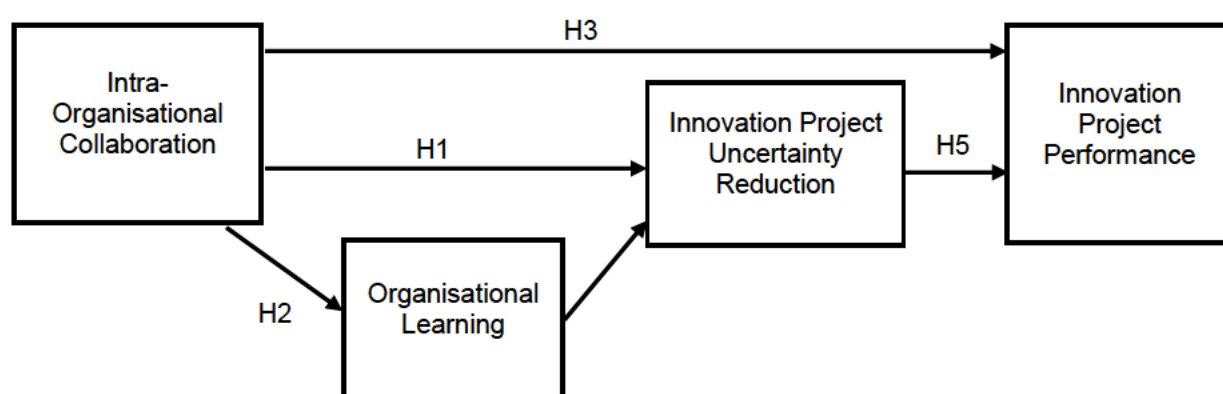 H3
Intra-
Organisational
Collaboration
Innovation
Project
Performance
H1
Innovation Project
Uncertainty
Reduction
H5
H2
Organisational
Learning